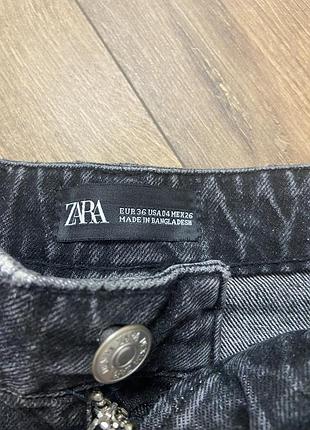 ZARA
EUR 36 USA 04 MEX 26
MADE IN BANGLADESH